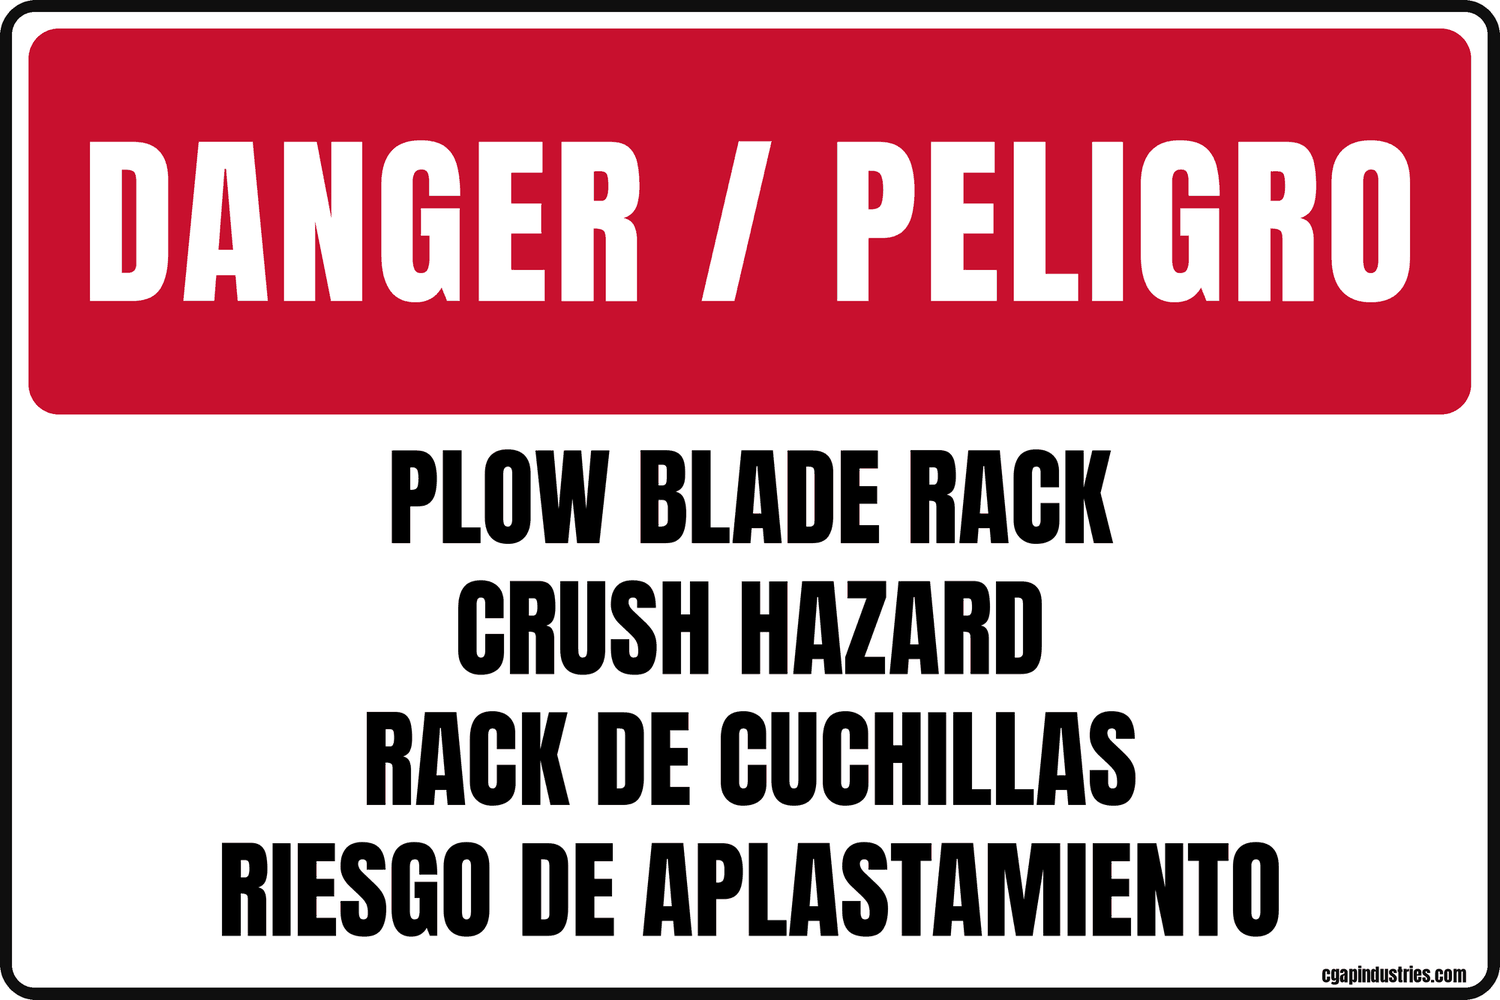 DANGER / PELIGRO
PLOW BLADE RACK
CRUSH HAZARD
RACK DE CUCHILLAS
RIESGO DE APLASTAMIENTO
cgapindustries.com